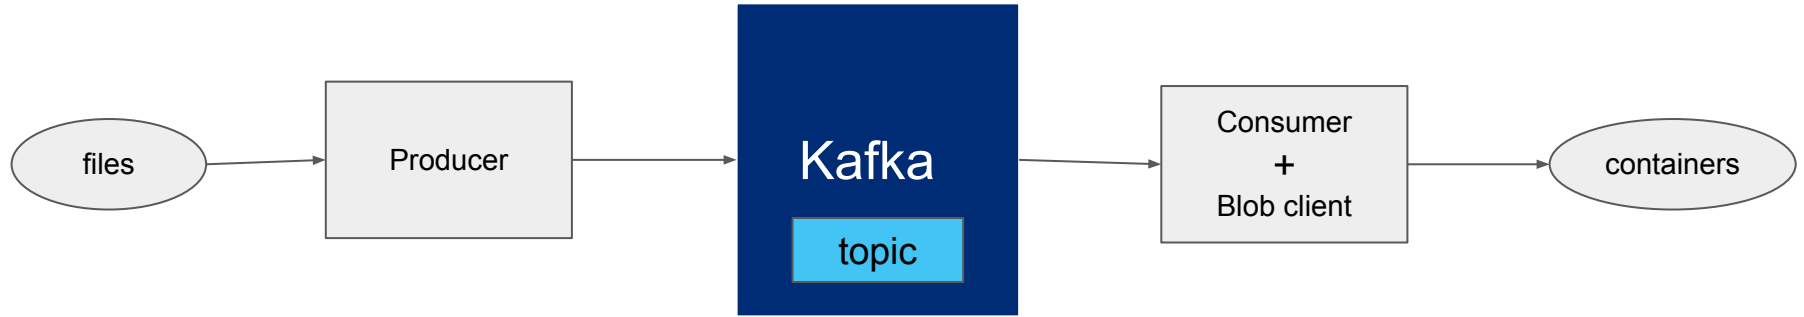 files
Producer
Kafka
topic
Consumer
+
Blob client
containers